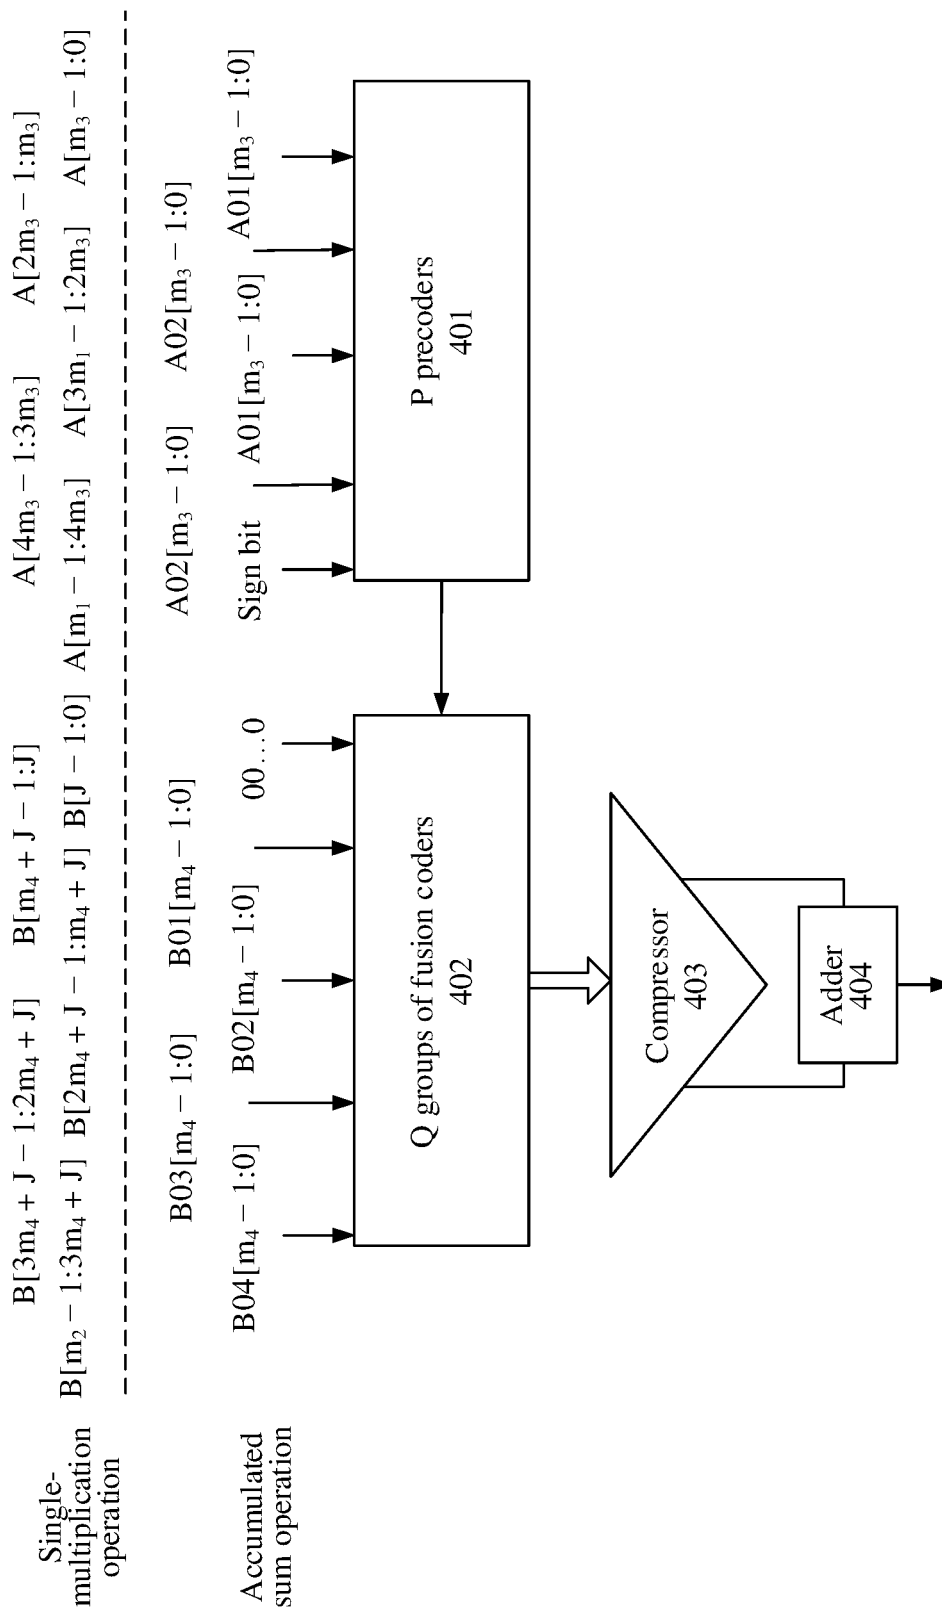 Single-
multiplication
operation
B[3m₄ + J − 1:2m₄ + J]
B[m₄ + J − 1:J]
A[4m₃ − 1:3m₃]
A[2m₃ − 1:m₃]
B[m₂ − 1:3m₄ + J]
B[2m₄ + J − 1:m₄ + J]
B[J − 1:0]
A[m₁ − 1:4m₃]
A[3m₁ − 1:2m₃]
A[m₃ − 1:0]
Accumulated
sum operation
B03[m₄ − 1:0]
B01[m₄ − 1:0]
A02[m₃ − 1:0]
A02[m₃ − 1:0]
B04[m₄ − 1:0]
B02[m₄ − 1:0]
00...0
Sign bit
A01[m₃ − 1:0]
A01[m₃ − 1:0]
Q groups of fusion coders
402
P precoders
401
Compressor
403
Adder
404